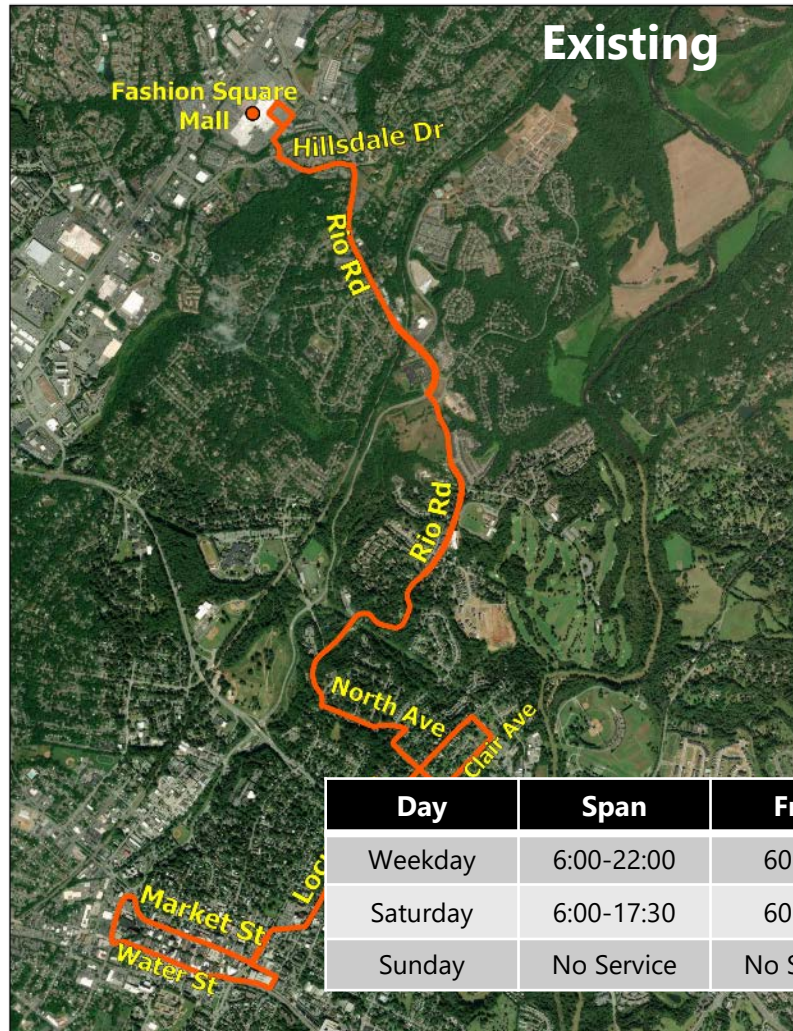 Existing
Fashion Square
Mall
Hillsdale Dr
Rio Rd
Rio Rd
North Ave
Clair Ave
Day Span
Weekday 6:00-22:00 60
Saturday 6:00-17:30 60
Sunday No Service No
Market St
Water St